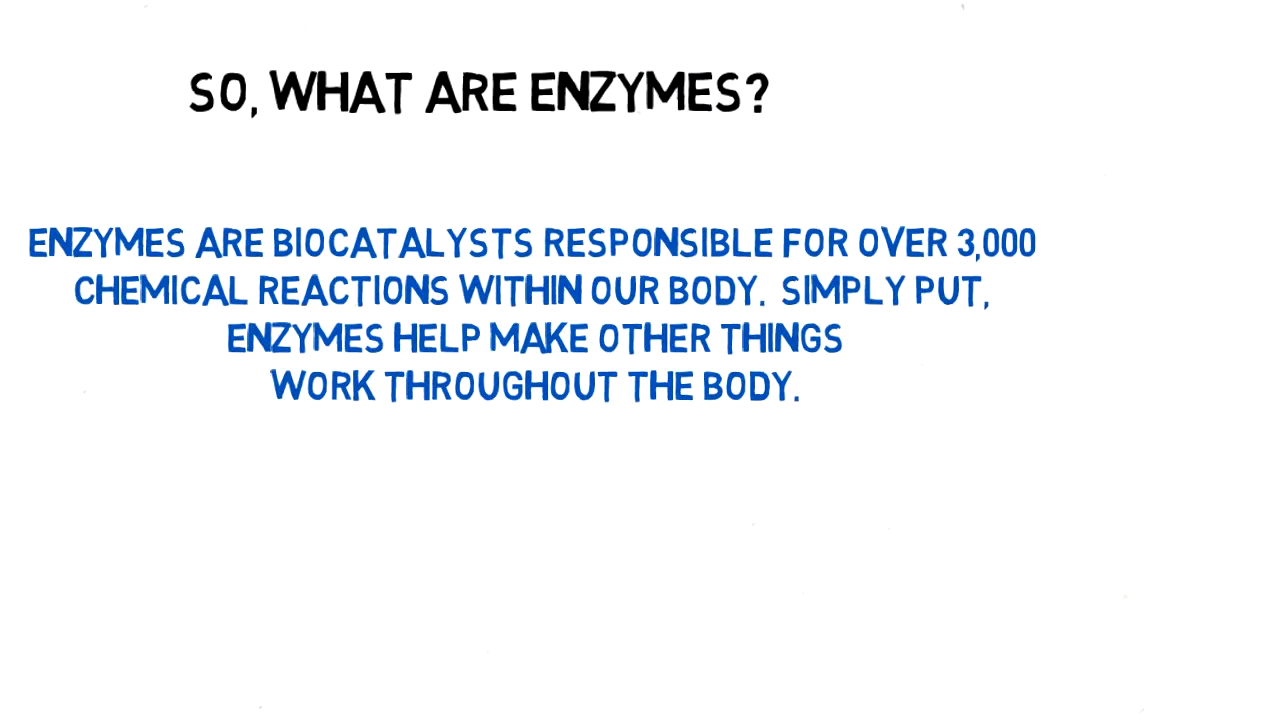 SO, WHAT ARE ENZYMES?
ENZYMES ARE BIOCATALYSTS RESPONSIBLE FOR OVER 3,000
CHEMICAL REACTIONS WITHIN OUR BODY. SIMPLY PUT,
ENZYMES HELP MAKE OTHER THINGS
WORK THROUGHOUT THE BODY.